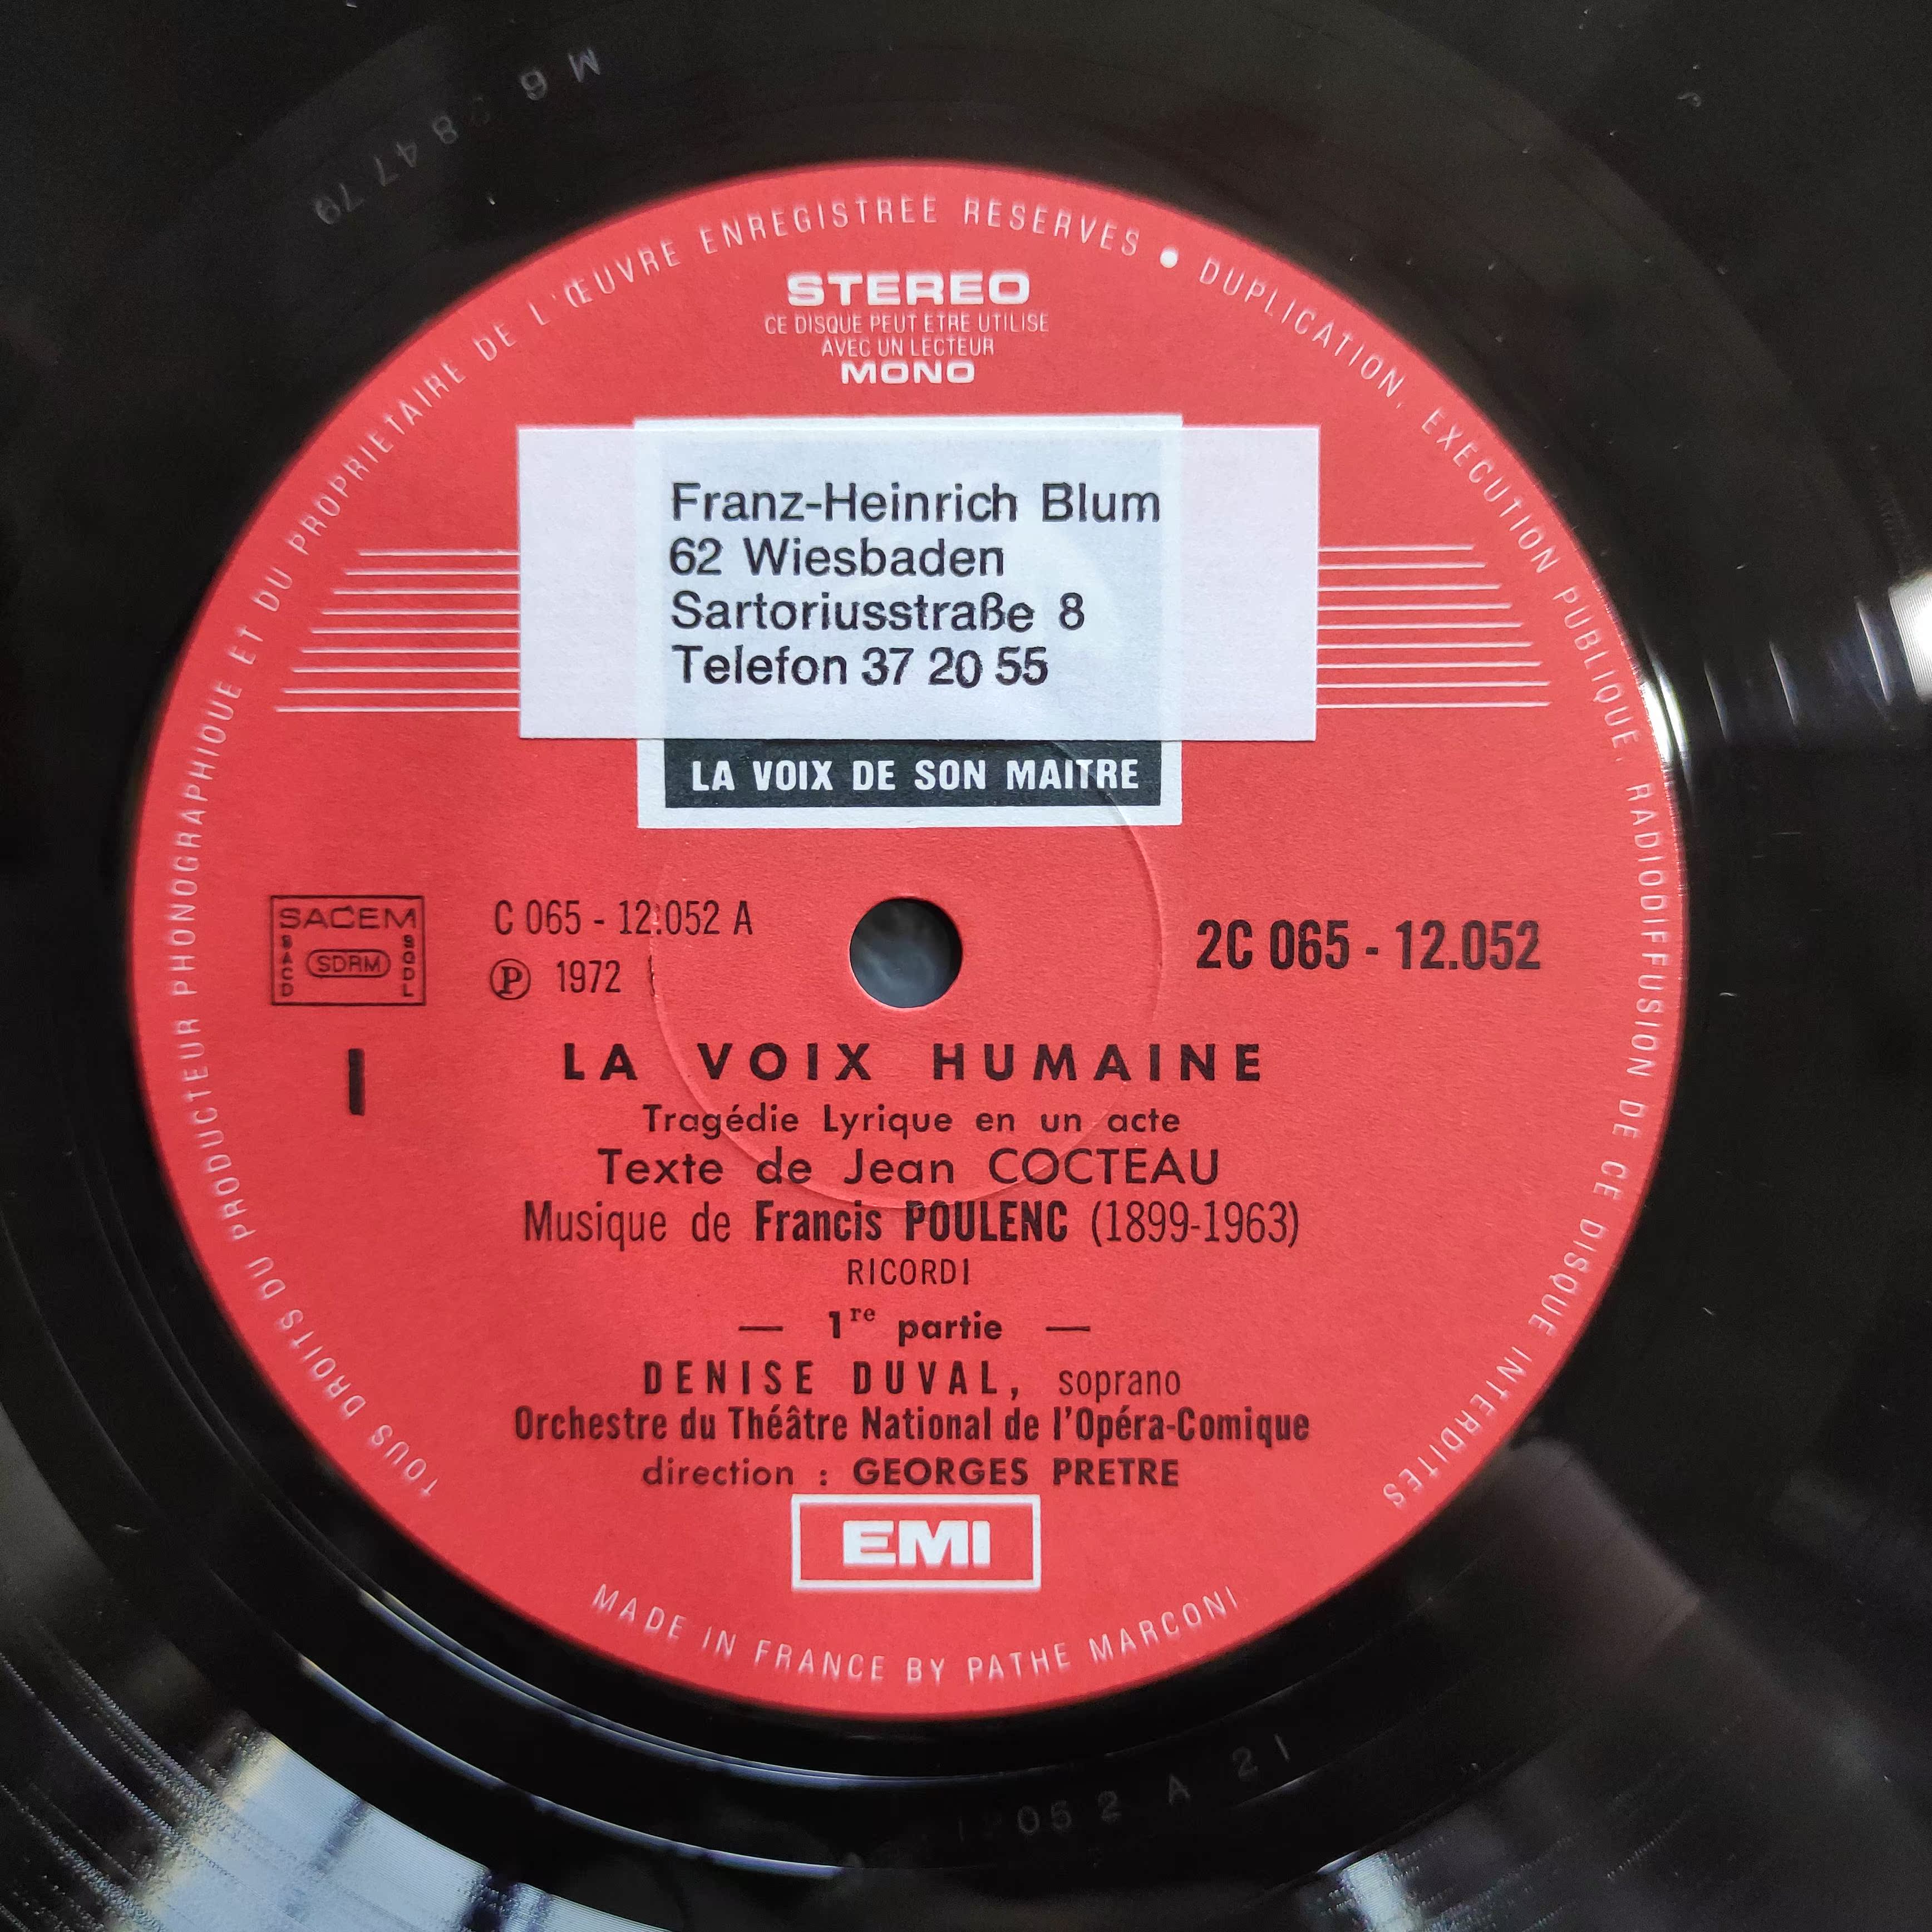 TOUS DROITS DU PRODUCTEUR PHONOGRAPHIQUE ET DU PROPRIETAIRE DE L'ŒUVRE ENREGISTREE RESERVES • DUPLICATION, EXECUTION PUBLIQUE, RADIODIFFUSION DE CE DISQUE INTERDITES
STEREO
CE DISQUE PEUT ETRE UTILISE
AVEC UN LECTEUR
MONO
Franz-Heinrich Blum
62 Wiesbaden
Sartoriusstraße 8
Telefon 37 20 55
LA VOIX DE SON MAITRE
SACEM
SACD
SDRM
SGDL
C 065 - 12.052 A
Ⓟ 1972
2C 065 - 12.052
I
LA VOIX HUMAINE
Tragédie Lyrique en un acte
Texte de Jean COCTEAU
Musique de Francis POULENC (1899-1963)
RICORDI
— 1re partie —
DENISE DUVAL, soprano
Orchestre du Théâtre National de l'Opéra-Comique
direction : GEORGES PRETRE
EMI
MADE IN FRANCE BY PATHE MARCONI
A 21